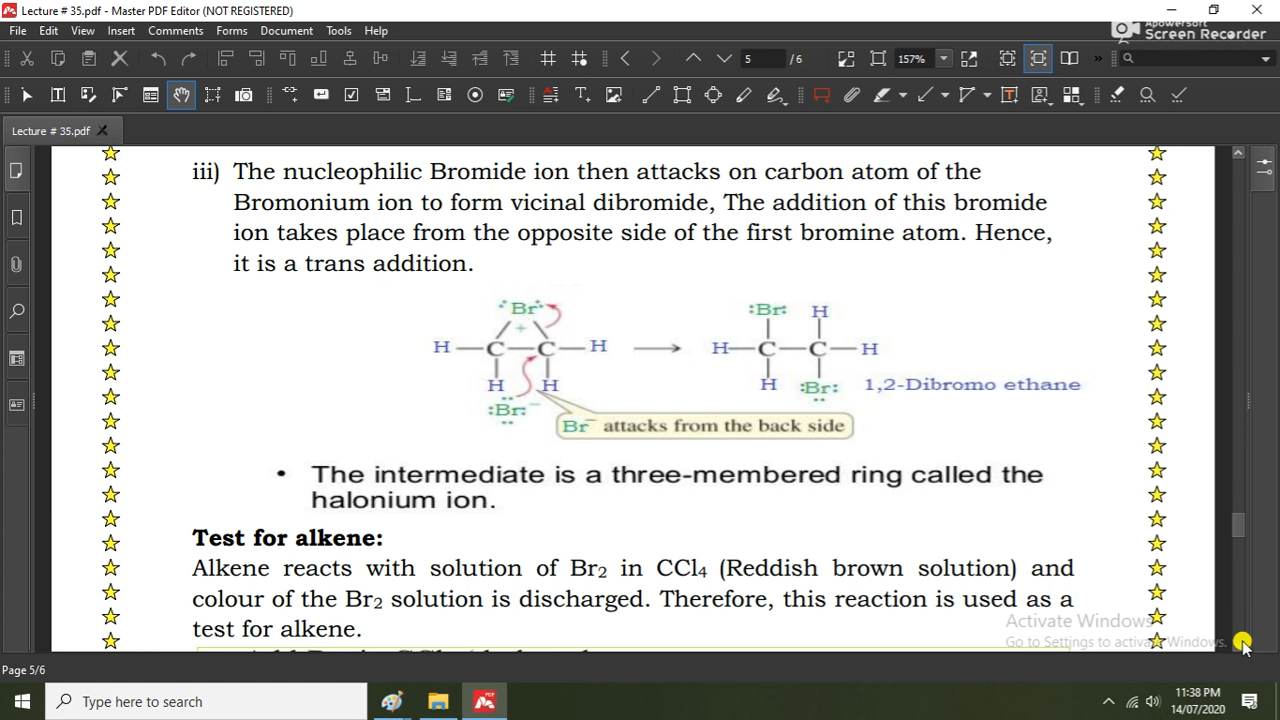 Lecture # 35.pdf - Master PDF Editor (NOT REGISTERED)
File Edit View Insert Comments Forms Document Tools Help
Apowersoft
Screen Recorder
5 / 6
157%
Lecture # 35.pdf
iii) The nucleophilic Bromide ion then attacks on carbon atom of the
Bromonium ion to form vicinal dibromide, The addition of this bromide
ion takes place from the opposite side of the first bromine atom. Hence,
it is a trans addition.
:Br: :Br: H
+
H C C H H C C H
H H H :Br: 1,2-Dibromo ethane
:Br:−
Br− attacks from the back side
• The intermediate is a three-membered ring called the
halonium ion.
Test for alkene:
Alkene reacts with solution of Br2 in CCl4 (Reddish brown solution) and
colour of the Br2 solution is discharged. Therefore, this reaction is used as a
test for alkene.
Activate Windows
Go to Settings to activate Windows.
Page 5/6
Type here to search
11:38 PM
14/07/2020